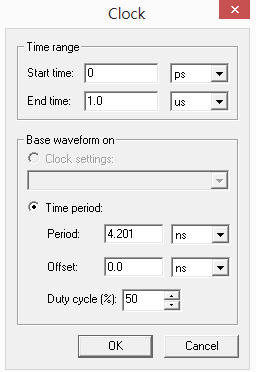 Clock
Time range
Start time: 0 ps
End time: 1.0 us
Base waveform on
Clock settings:
Time period:
Period: 4.201 ns
Offset: 0.0 ns
Duty cycle (%): 50
OK Cancel